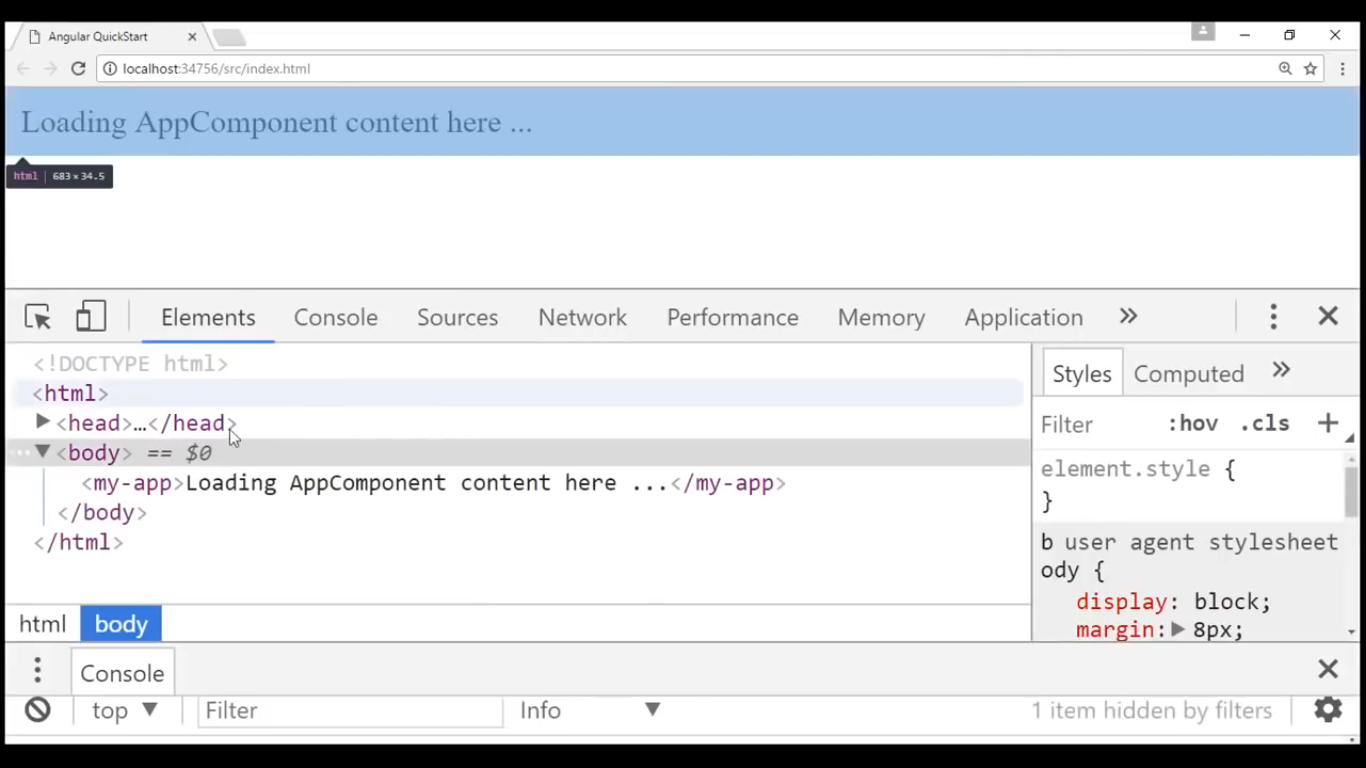 Angular QuickStart
localhost:34756/src/index.html
Loading AppComponent content here ...
html | 683 × 34.5
Elements Console Sources Network Performance Memory Application »
<!DOCTYPE html>
<html>
<head>…</head>
<body> == $0
<my-app>Loading AppComponent content here ...</my-app>
</body>
</html>
html body
Styles Computed »
Filter :hov .cls +
element.style {
}
b user agent stylesheet
ody {
display: block;
margin: 8px;
Console
top Filter Info 1 item hidden by filters